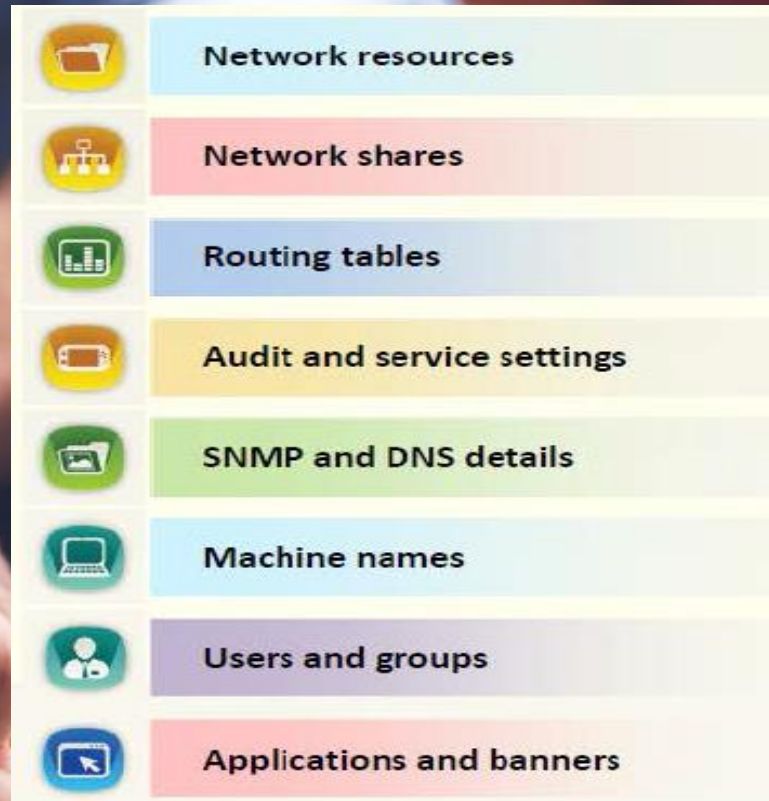 Network resources
Network shares
Routing tables
Audit and service settings
SNMP and DNS details
Machine names
Users and groups
Applications and banners